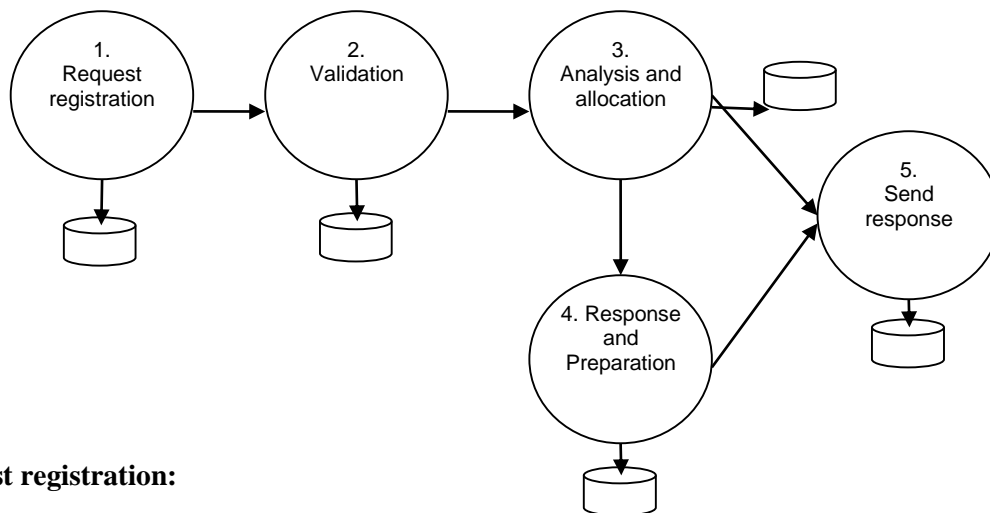 1.
Request
registration
2.
Validation
3.
Analysis and
allocation
5.
Send
response
4. Response
and
Preparation
st registration: